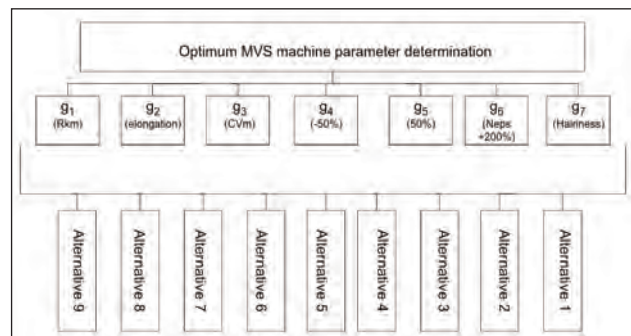 Optimum MVS machine parameter determination
g1
(Rkm)
g2
(elongation)
g3
(CVm)
g4
(-50%)
g5
(50%)
g6
(Neps
+200%)
g7
(Hairiness)
Alternative 9
Alternative 8
Alternative 7
Alternative 6
Alternative 5
Alternative 4
Alternative 3
Alternative 2
Alternative 1